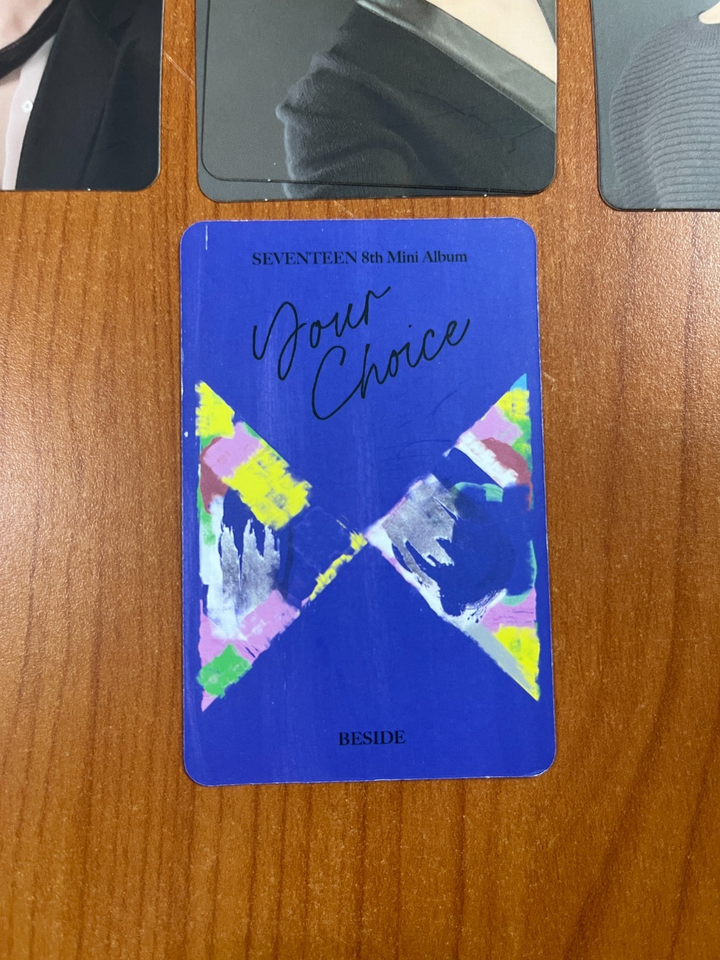 SEVENTEEN 8th Mini Album
Your
Choice
BESIDE